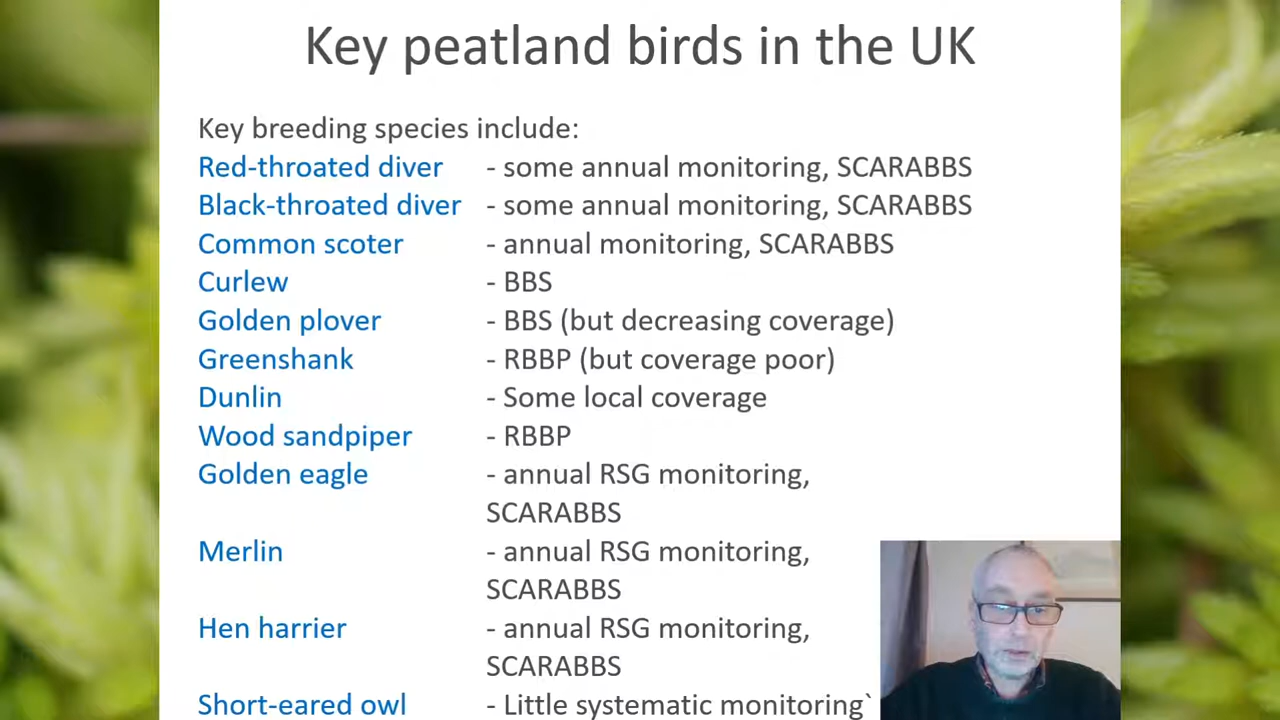 Key peatland birds in the UK
Key breeding species include:
Red-throated diver - some annual monitoring, SCARABBS
Black-throated diver - some annual monitoring, SCARABBS
Common scoter - annual monitoring, SCARABBS
Curlew - BBS
Golden plover - BBS (but decreasing coverage)
Greenshank - RBBP (but coverage poor)
Dunlin - Some local coverage
Wood sandpiper - RBBP
Golden eagle - annual RSG monitoring,
SCARABBS
Merlin - annual RSG monitoring,
SCARABBS
Hen harrier - annual RSG monitoring,
SCARABBS
Short-eared owl - Little systematic monitoring`